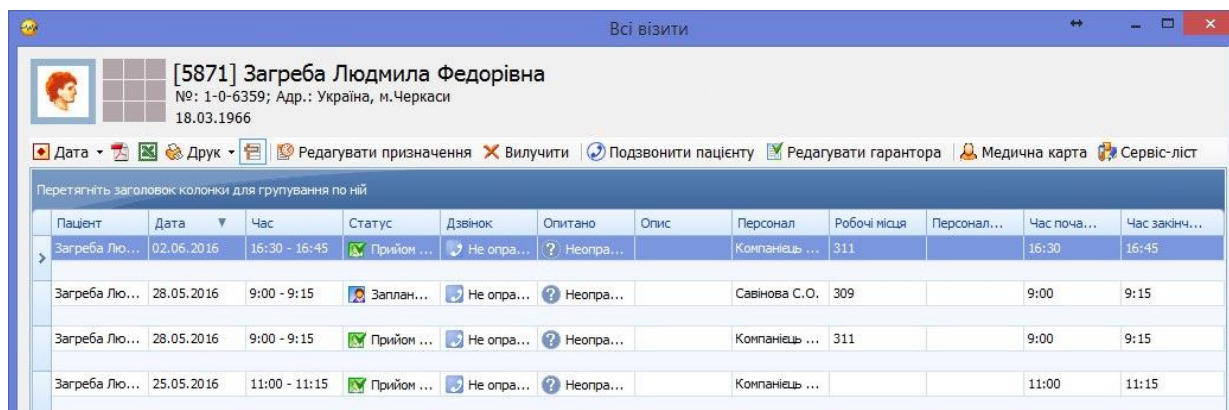 Всі візити
[5871] Загреба Людмила Федорівна
№: 1-0-6359; Адр.: Україна, м.Черкаси
18.03.1966
Дата Друк Редагувати призначення Вилучити Подзвонити пацієнту Редагувати гарантора Медична карта Сервіс-ліст
Перетягніть заголовок колонки для групування по ній
Пацієнт Дата Час Статус Дзвінок Опитано Опис Персонал Робочі місця Персонал... Час поча... Час закінч...
Загреба Лю... 02.06.2016 16:30 - 16:45 Прийом ... Не опра... Неопра... Компанієць ... 311 16:30 16:45
Загреба Лю... 28.05.2016 9:00 - 9:15 Заплан... Не опра... Неопра... Савінова С.О. 309 9:00 9:15
Загреба Лю... 28.05.2016 9:00 - 9:15 Прийом ... Не опра... Неопра... Компанієць ... 311 9:00 9:15
Загреба Лю... 25.05.2016 11:00 - 11:15 Прийом ... Не опра... Неопра... Компанієць ... 11:00 11:15